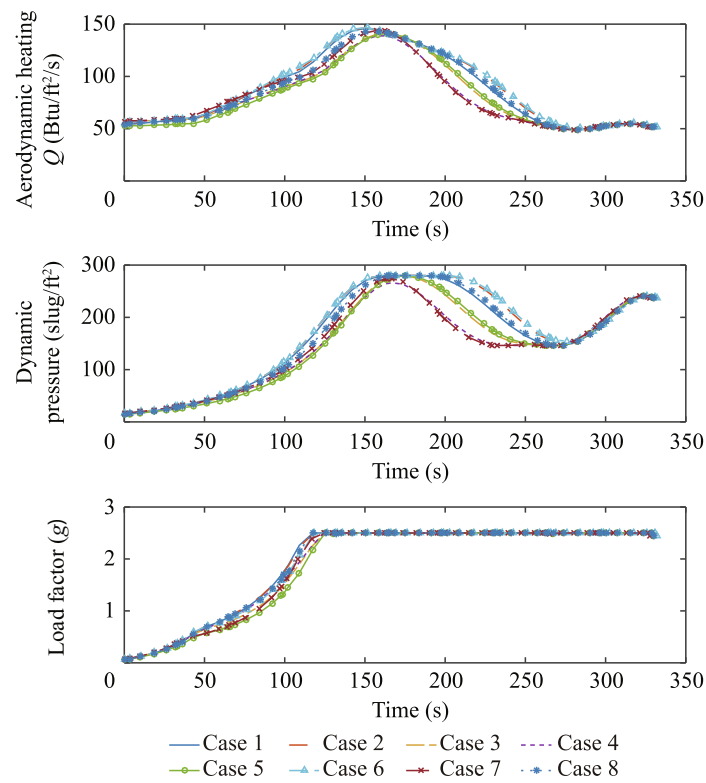 Aerodynamic heating
Q (Btu/ft²/s)
150
100
50
0
0 50 100 150 200 250 300 350
Time (s)
Dynamic
pressure (slug/ft²)
300
200
100
0
0 50 100 150 200 250 300 350
Time (s)
Load factor (g)
3
2
1
0
0 50 100 150 200 250 300 350
Time (s)
Case 1 Case 2 Case 3 Case 4
Case 5 Case 6 Case 7 Case 8